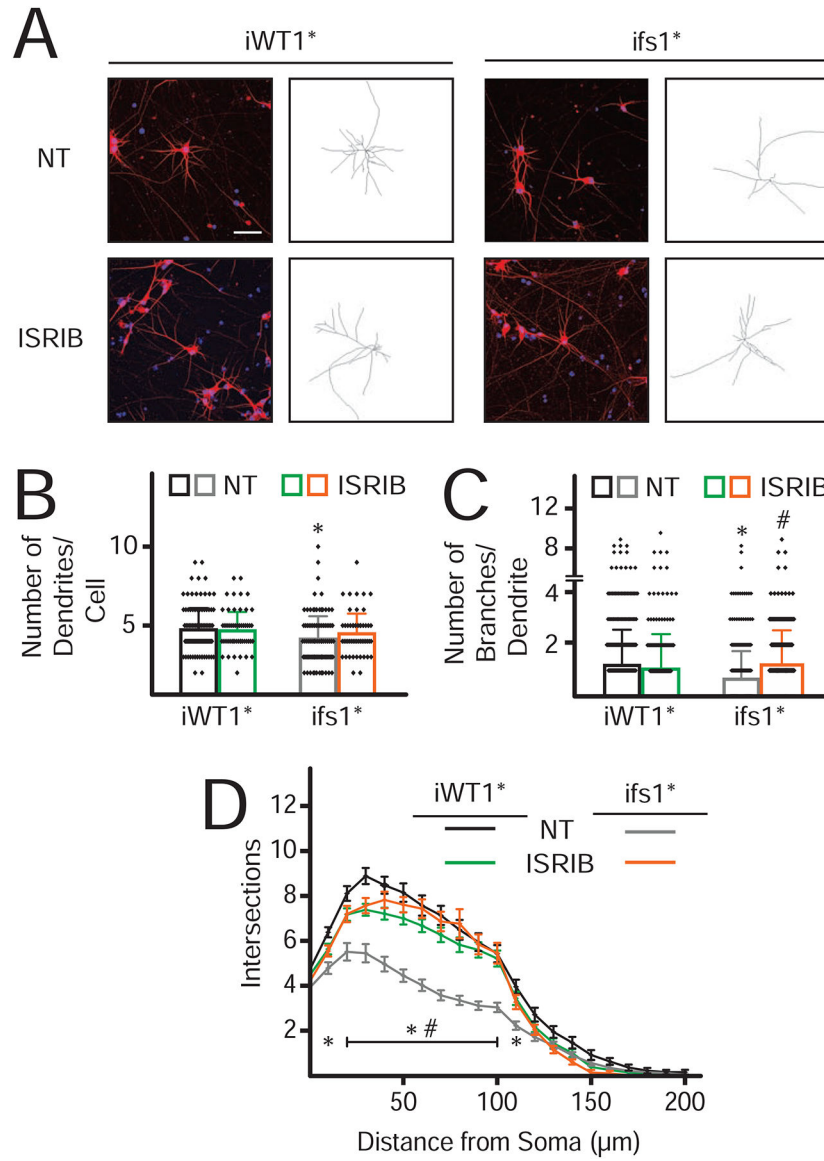 A
iWT1*
ifs1*
NT
ISRIB
B
NT
ISRIB
Number of
Dendrites/
Cell
10
5
*
iWT1*
ifs1*
C
NT
ISRIB
Number of
Branches/
Dendrite
12
8
4
2
*
#
iWT1*
ifs1*
D
iWT1*
ifs1*
NT
ISRIB
Intersections
12
10
8
6
4
2
*
* #
*
50
100
150
200
Distance from Soma (μm)